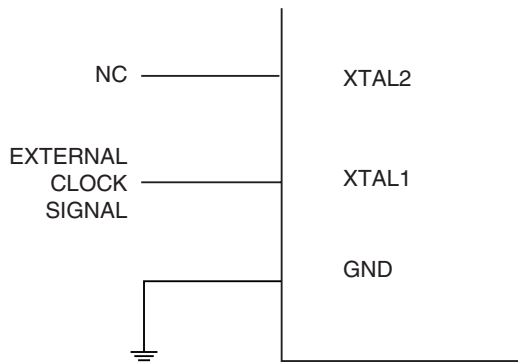 NC
XTAL2
EXTERNAL
CLOCK
SIGNAL
XTAL1
GND